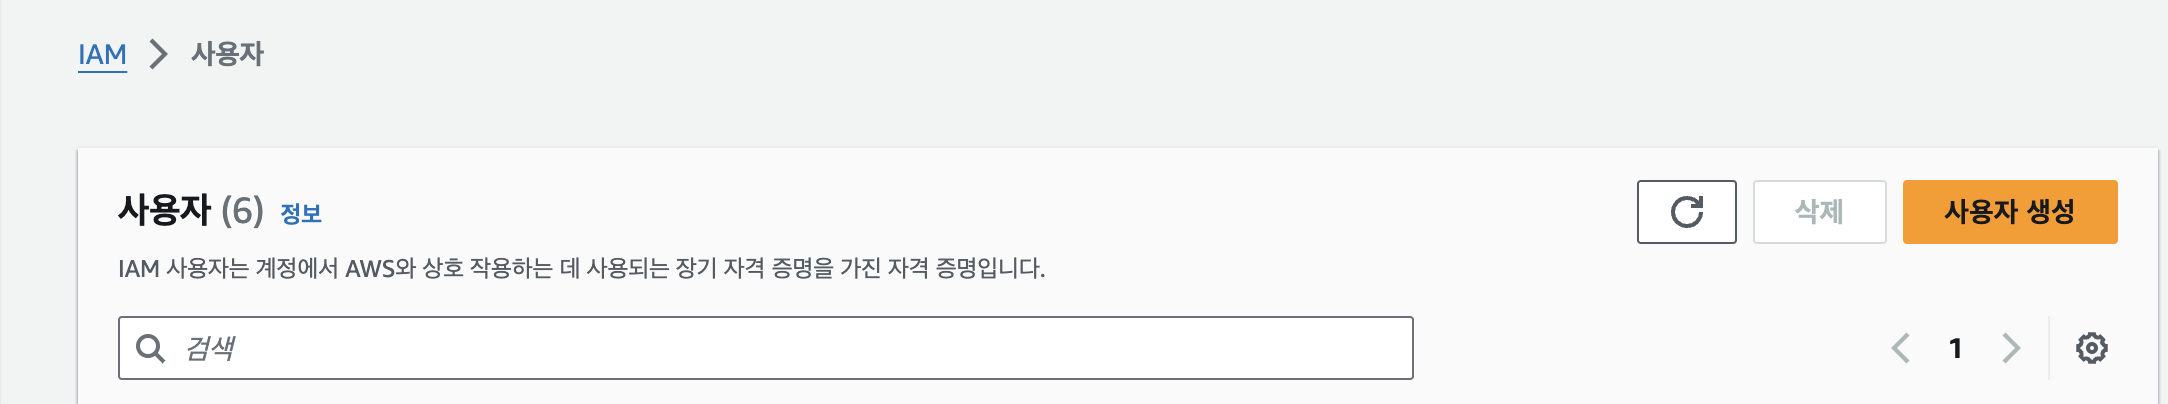 IAM > 사용자
사용자 (6) 정보
삭제
사용자 생성
IAM 사용자는 계정에서 AWS와 상호 작용하는 데 사용되는 장기 자격 증명을 가진 자격 증명입니다.
검색
1